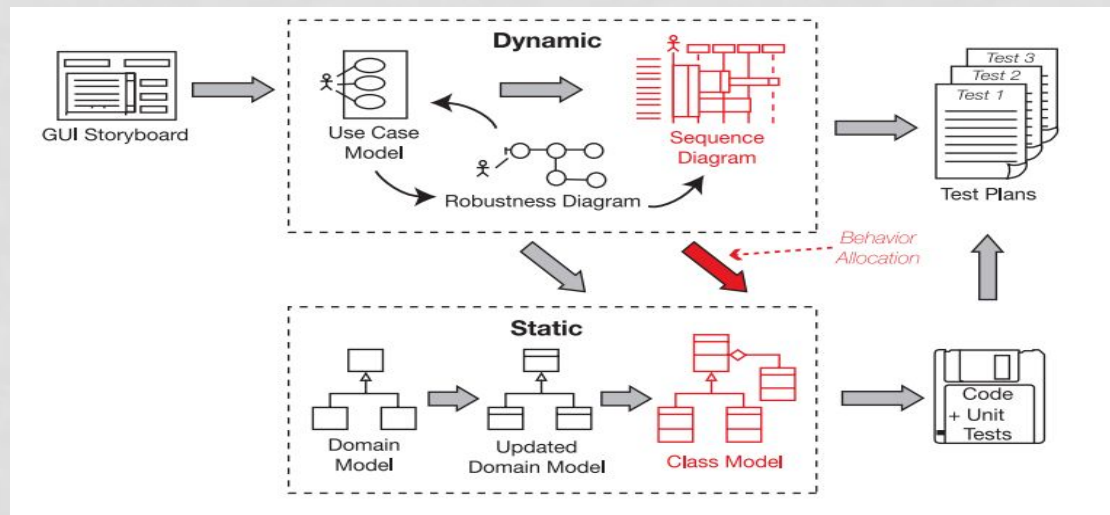 Dynamic
GUI Storyboard
Use Case
Model
Robustness Diagram
Sequence
Diagram
Test 3
Test 2
Test 1
Test Plans
Behavior
Allocation
Static
Domain
Model
Updated
Domain Model
Class Model
Code
+ Unit
Tests